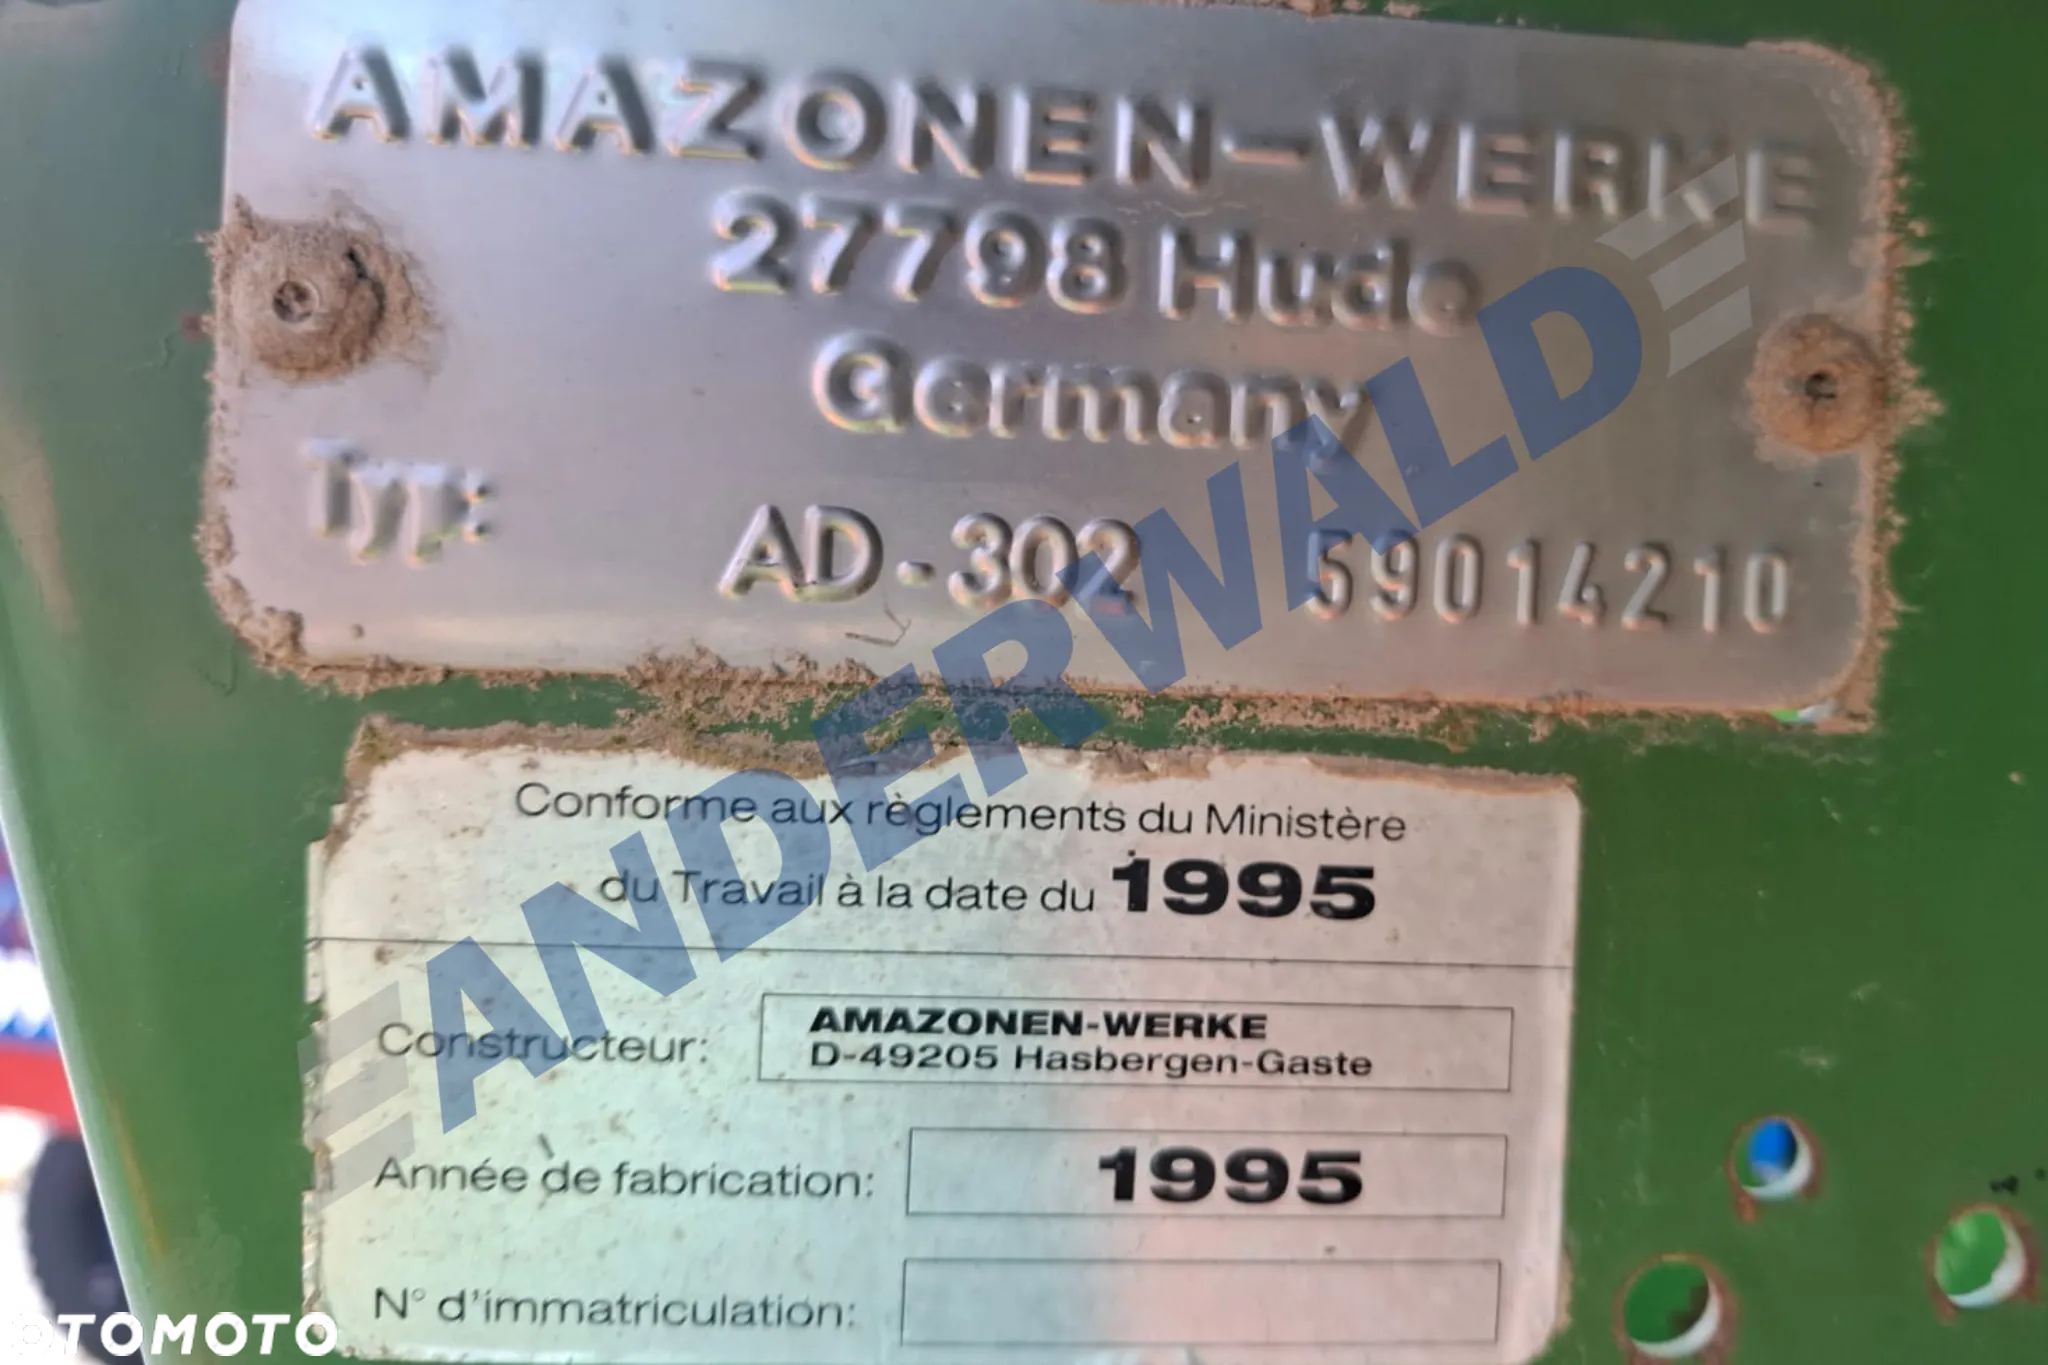 AMAZONEN-WERKE
27798 Hude
Germany
Typ: AD-302 59014210
Conforme aux règlements du Ministère
du Travail à la date du 1995
Constructeur: AMAZONEN-WERKE
D-49205 Hasbergen-Gaste
Année de fabrication: 1995
N° d'immatriculation:
ANDERWALD
OTOMOTO